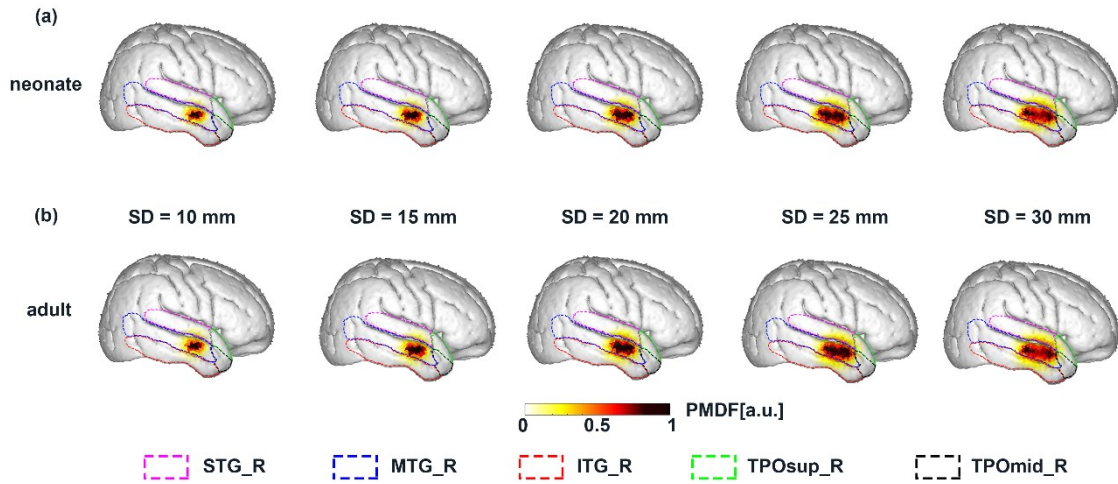 (a)
neonate
(b)
SD = 10 mm
SD = 15 mm
SD = 20 mm
SD = 25 mm
SD = 30 mm
adult
PMDF[a.u.]
0
0.5
1
STG_R
MTG_R
ITG_R
TPOsup_R
TPOmid_R